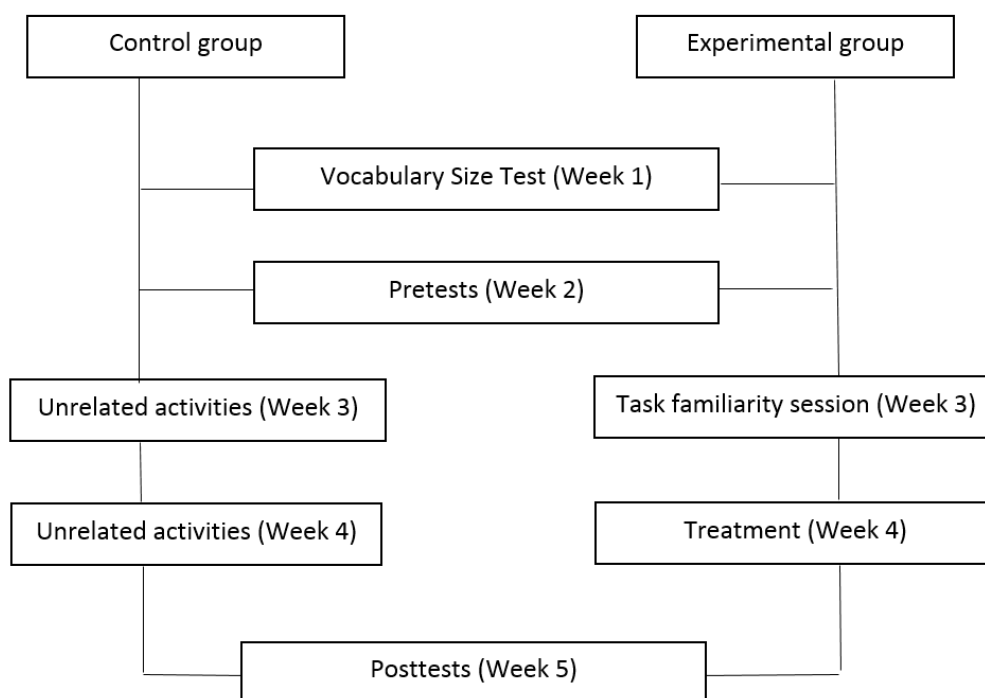 Control group
Experimental group
Vocabulary Size Test (Week 1)
Pretests (Week 2)
Unrelated activities (Week 3)
Task familiarity session (Week 3)
Unrelated activities (Week 4)
Treatment (Week 4)
Posttests (Week 5)